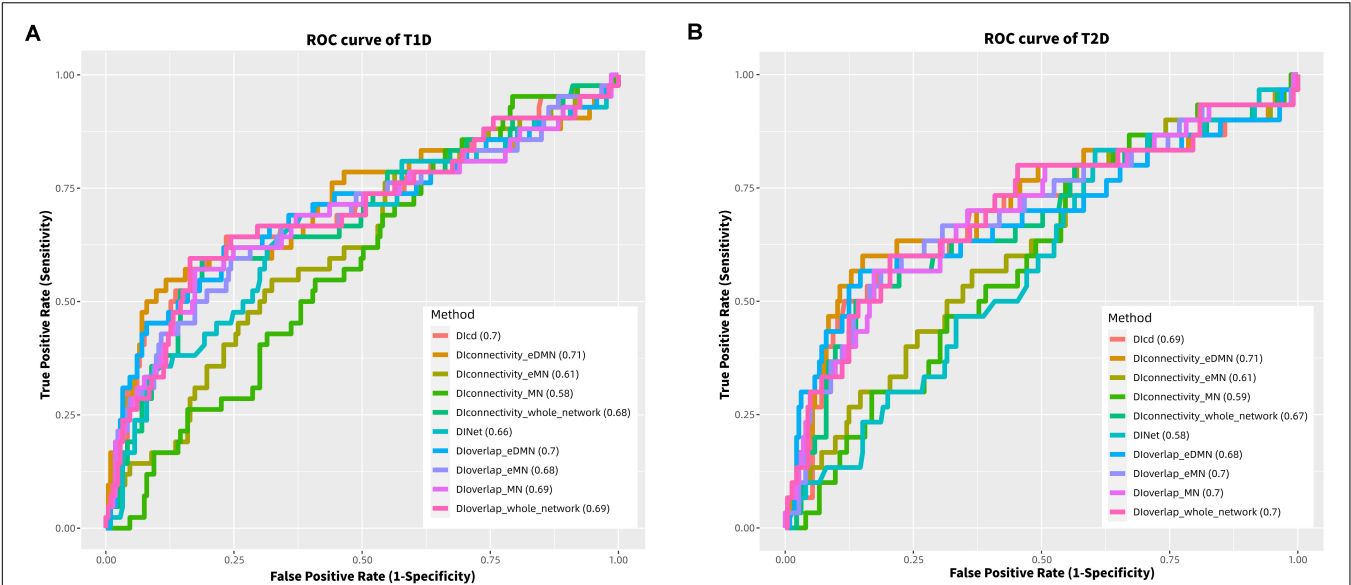 A
ROC curve of T1D
True Positive Rate (Sensitivity)
1.00
0.75
0.50
0.25
0.00
Method
DIcd (0.7)
DIconnectivity_eDMN (0.71)
DIconnectivity_eMN (0.61)
DIconnectivity_MN (0.58)
DIconnectivity_whole_network (0.68)
DINet (0.66)
DIoverlap_eDMN (0.7)
DIoverlap_eMN (0.68)
DIoverlap_MN (0.69)
DIoverlap_whole_network (0.69)
0.00 0.25 0.50 0.75 1.00
False Positive Rate (1-Specificity)
B
ROC curve of T2D
True Positive Rate (Sensitivity)
1.00
0.75
0.50
0.25
0.00
Method
DIcd (0.69)
DIconnectivity_eDMN (0.71)
DIconnectivity_eMN (0.61)
DIconnectivity_MN (0.59)
DIconnectivity_whole_network (0.67)
DINet (0.58)
DIoverlap_eDMN (0.68)
DIoverlap_eMN (0.7)
DIoverlap_MN (0.7)
DIoverlap_whole_network (0.7)
0.00 0.25 0.50 0.75 1.00
False Positive Rate (1-Specificity)